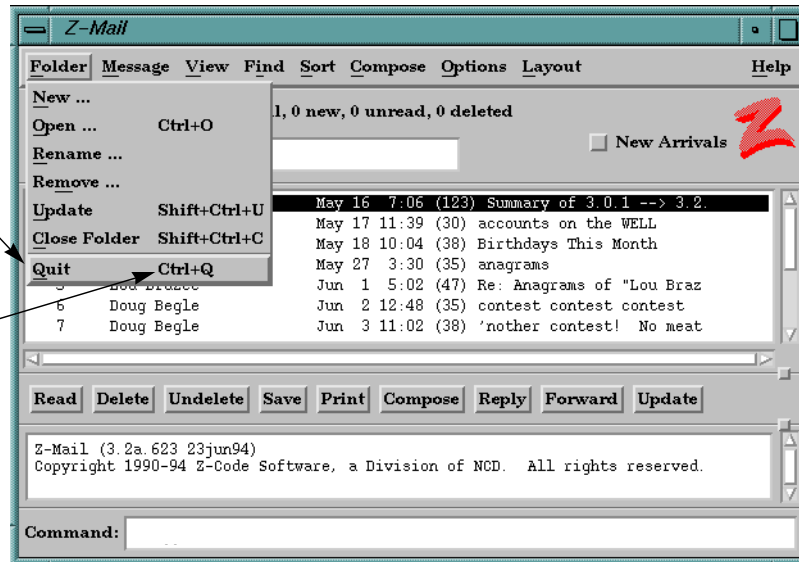 Z-Mail
Folder Message View Find Sort Compose Options Layout Help
New ...
Open ... Ctrl+O
Rename ...
Remove ...
Update Shift+Ctrl+U
Close Folder Shift+Ctrl+C
Quit Ctrl+Q
l, 0 new, 0 unread, 0 deleted
New Arrivals
May 16 7:06 (123) Summary of 3.0.1 --> 3.2.
May 17 11:39 (30) accounts on the WELL
May 18 10:04 (38) Birthdays This Month
May 27 3:30 (35) anagrams
Jun 1 5:02 (47) Re: Anagrams of "Lou Braz
6 Doug Begle Jun 2 12:48 (35) contest contest contest
7 Doug Begle Jun 3 11:02 (38) 'nother contest! No meat
Read Delete Undelete Save Print Compose Reply Forward Update
Z-Mail (3.2a.623 23jun94)
Copyright 1990-94 Z-Code Software, a Division of NCD. All rights reserved.
Command: